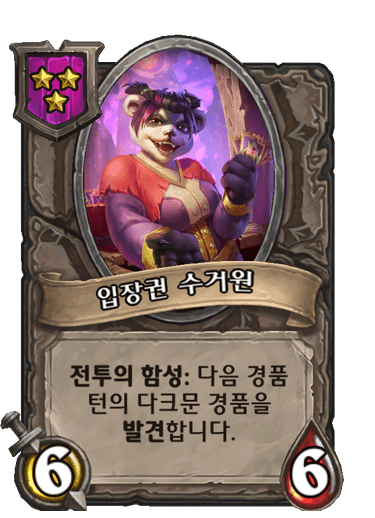 입장권 수거원
전투의 함성: 다음 경품
턴의 다크문 경품을
발견합니다.
6
6